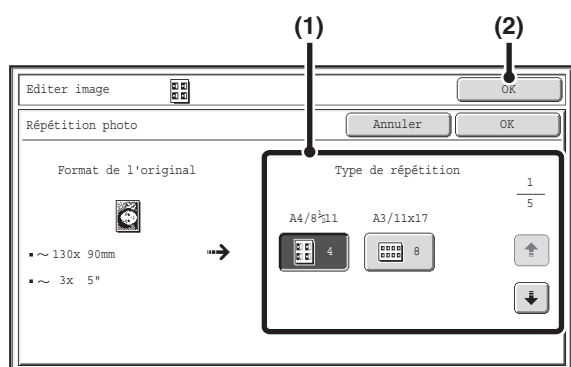 (1) (2)
Editer image OK
Répétition photo Annuler OK
Format de l'original Type de répétition
1
5
A4/8½11 A3/11x17
4 8
~130x 90mm
~ 3x 5"